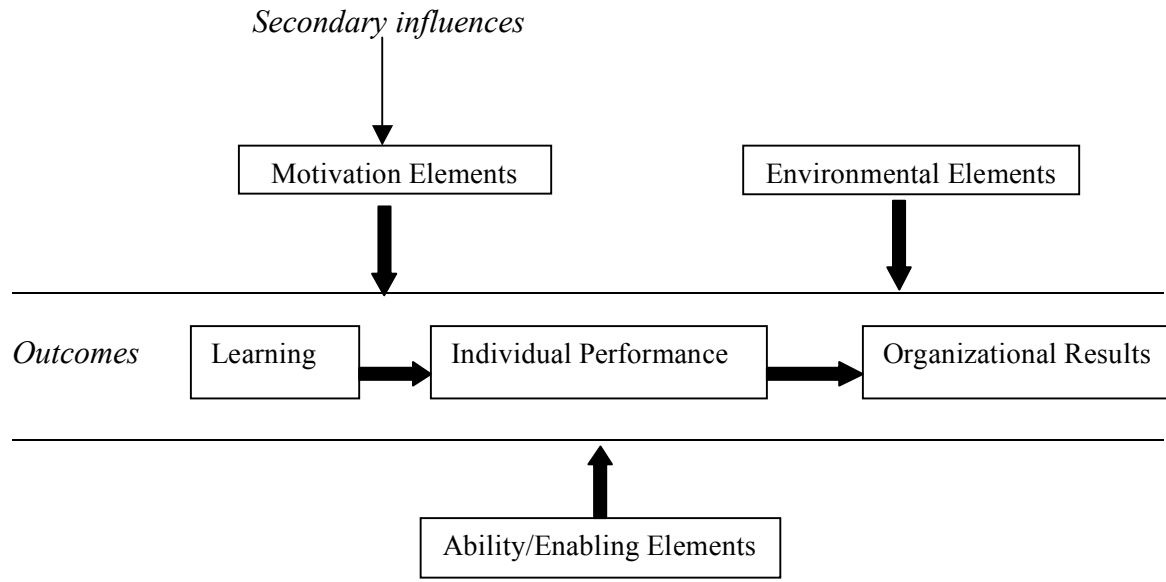 Secondary influences
Motivation Elements
Environmental Elements
Outcomes
Learning
Individual Performance
Organizational Results
Ability/Enabling Elements